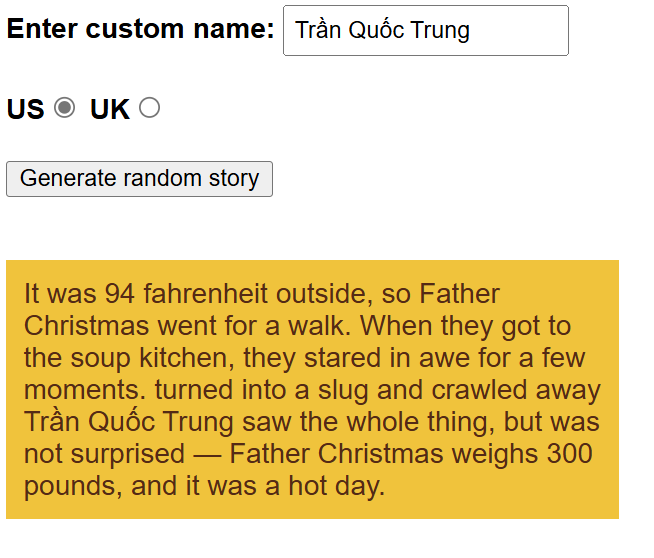 Enter custom name: Trần Quốc Trung
US UK
Generate random story
It was 94 fahrenheit outside, so Father
Christmas went for a walk. When they got to
the soup kitchen, they stared in awe for a few
moments. turned into a slug and crawled away
Trần Quốc Trung saw the whole thing, but was
not surprised — Father Christmas weighs 300
pounds, and it was a hot day.